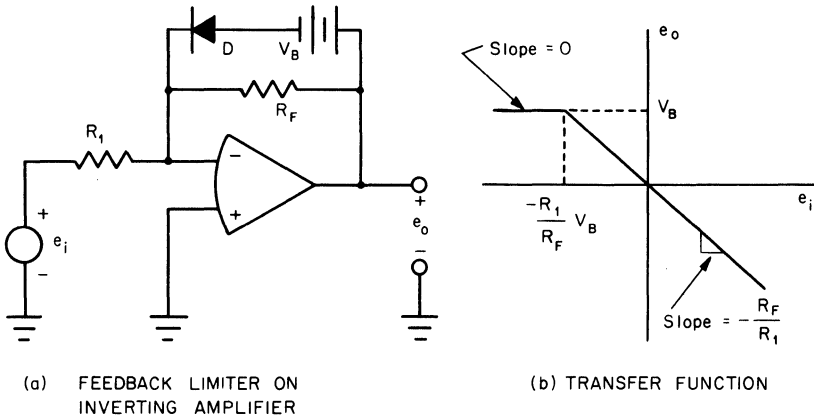 D
V_B
R_F
R_1
−
+
+
e_i
−
+
e_o
−
(a) FEEDBACK LIMITER ON
INVERTING AMPLIFIER
e_o
Slope = 0
V_B
e_i
-R_1/R_F V_B
Slope = -R_F/R_1
(b) TRANSFER FUNCTION